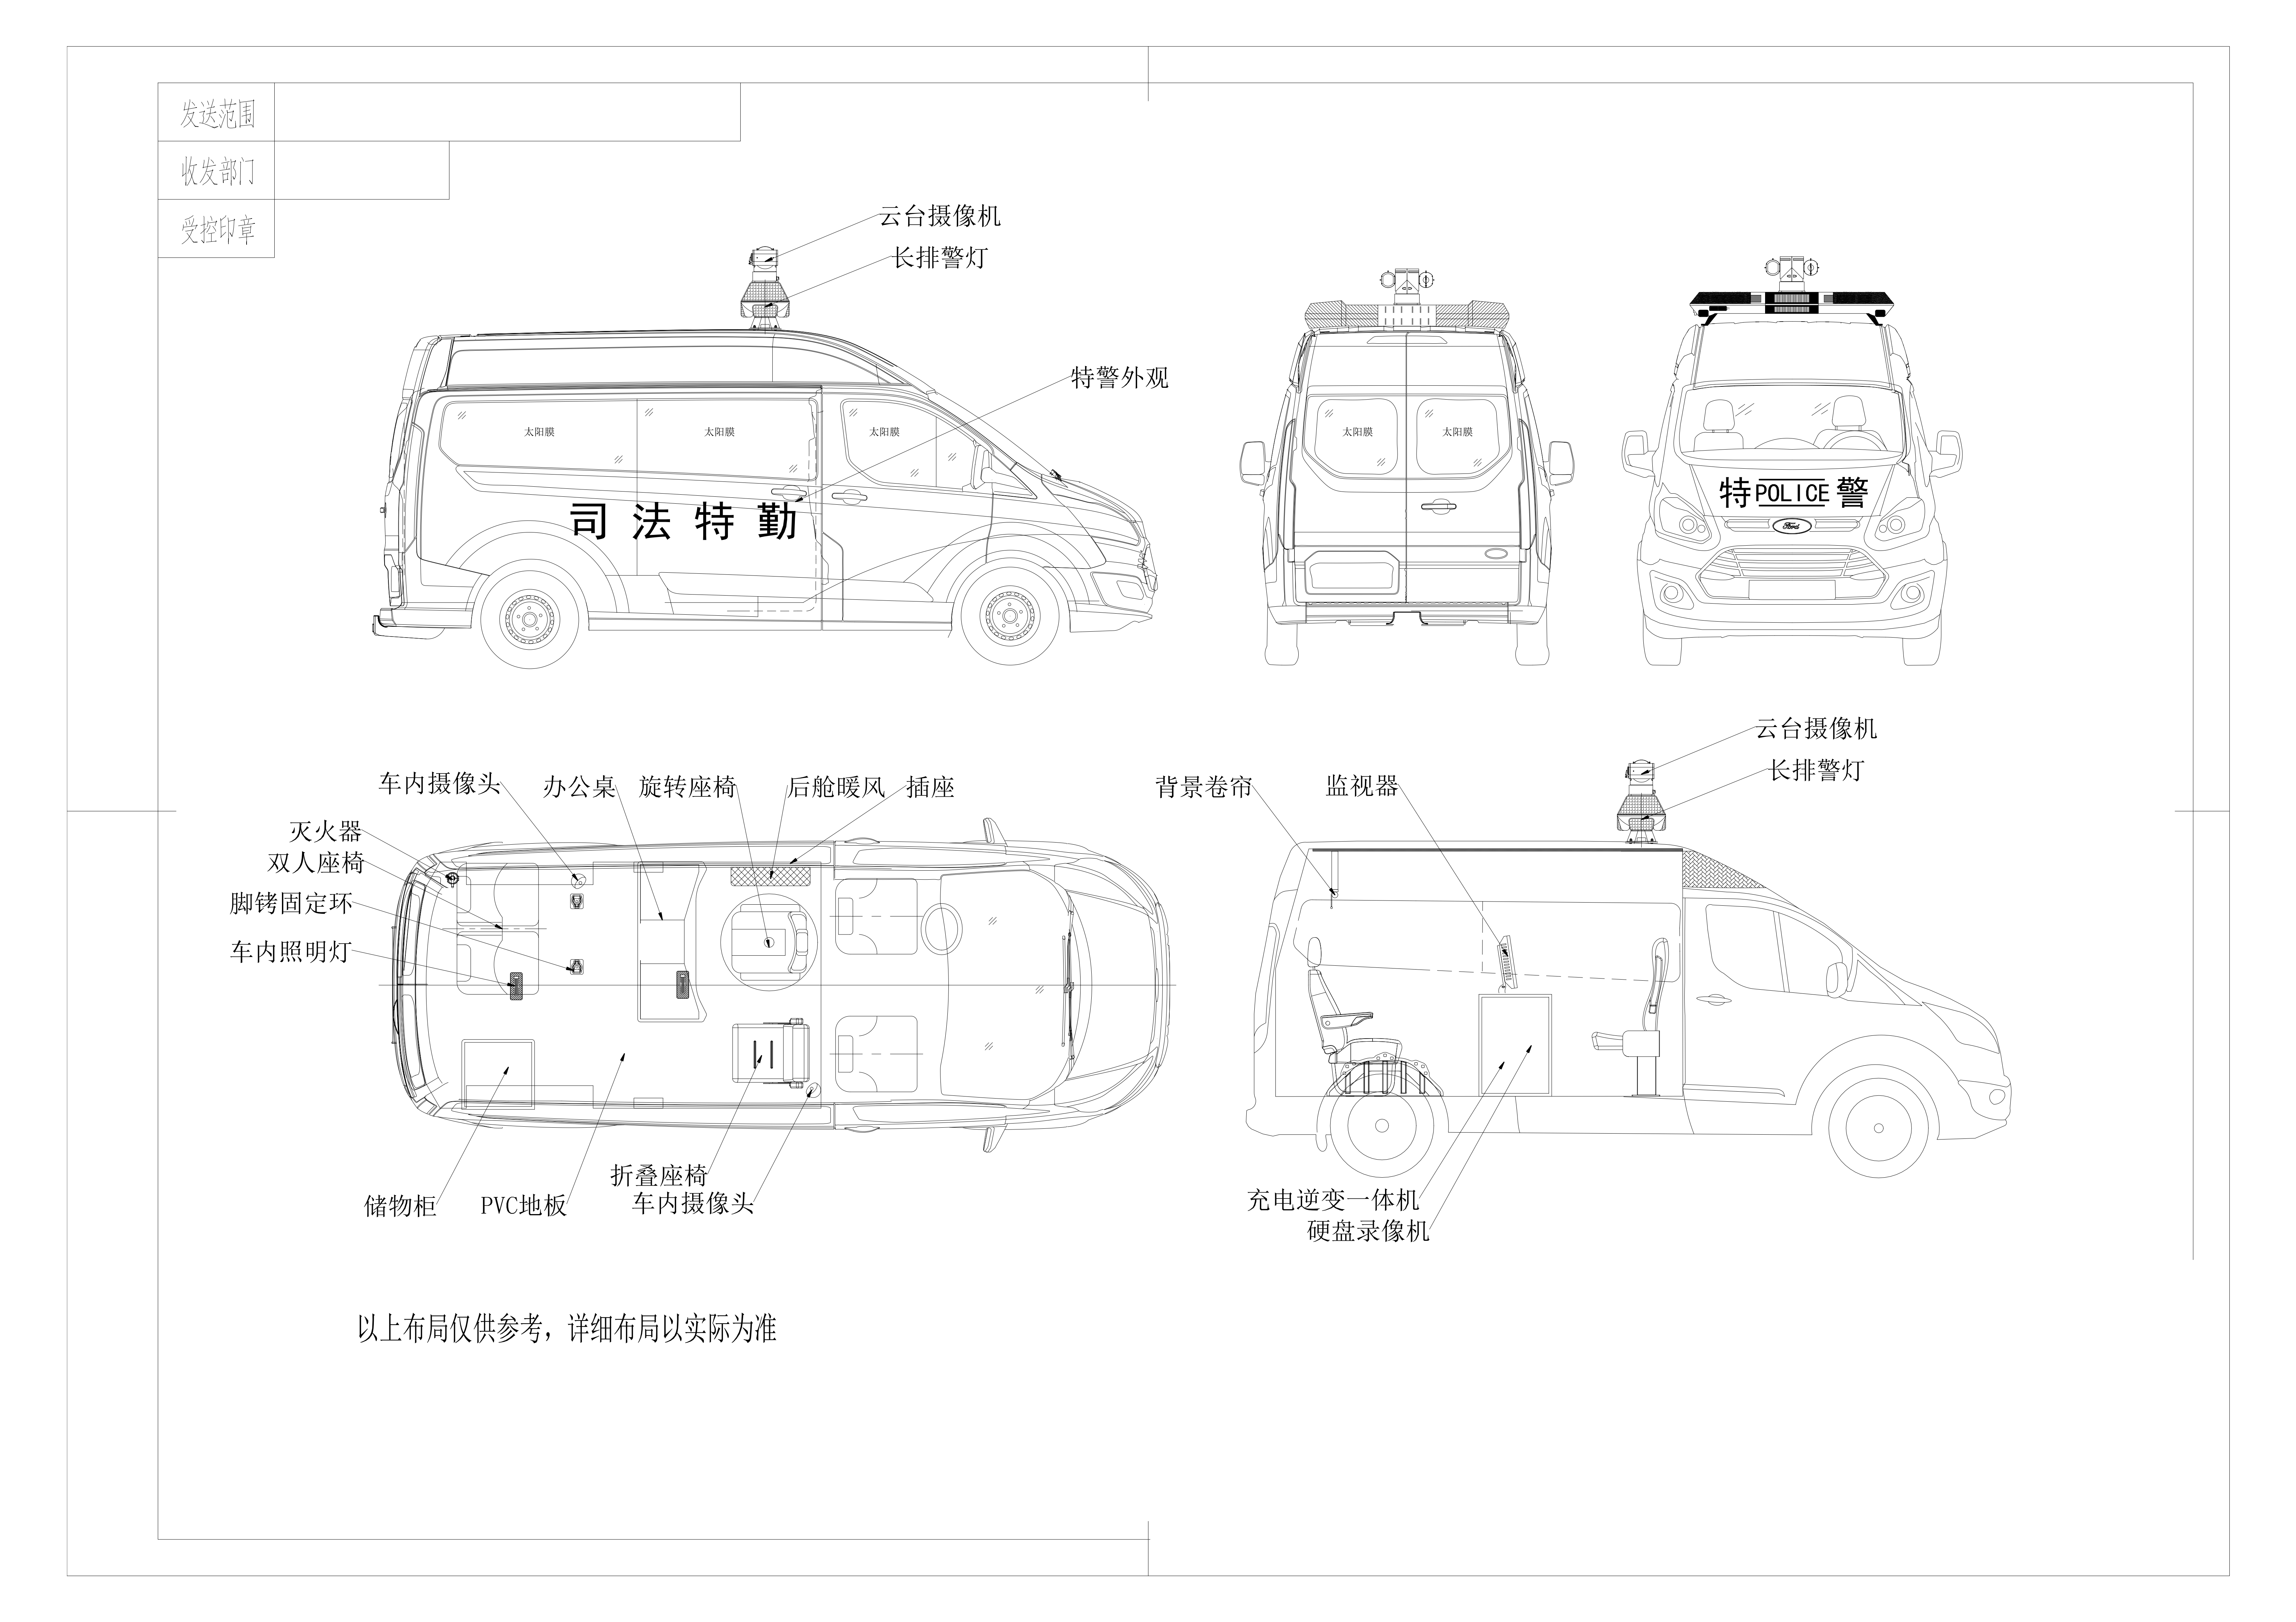 发送范围
收发部门
受控印章
云台摄像机
长排警灯
特警外观
太阳膜
太阳膜
太阳膜
司法特勤
太阳膜
太阳膜
特 POLICE 警
Ford
云台摄像机
长排警灯
车内摄像头
办公桌
旋转座椅
后舱暖风
插座
灭火器
双人座椅
脚铐固定环
车内照明灯
折叠座椅
车内摄像头
储物柜
PVC地板
背景卷帘
监视器
充电逆变一体机
硬盘录像机
以上布局仅供参考，详细布局以实际为准